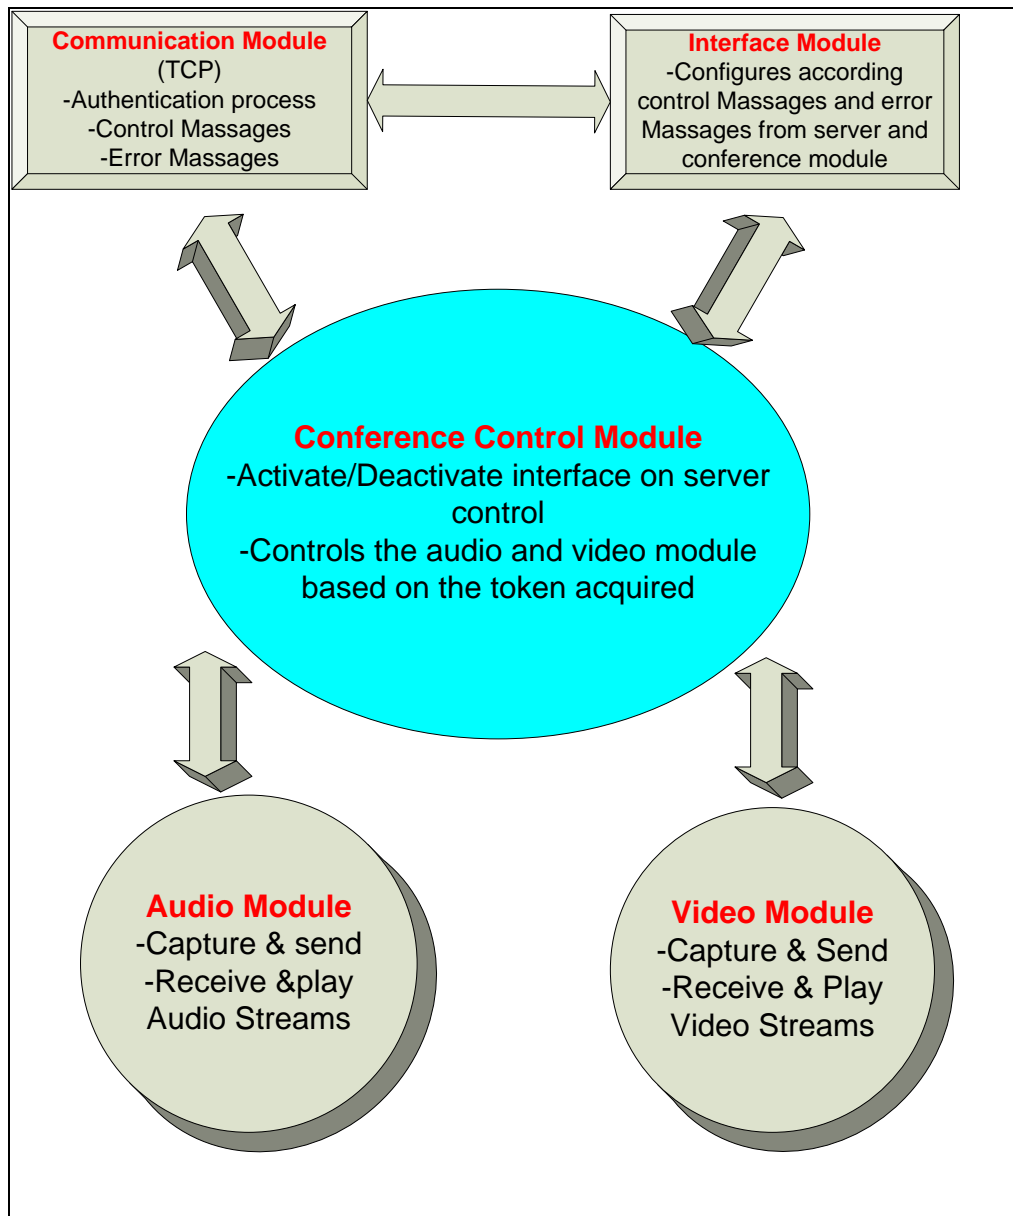 Communication Module
(TCP)
-Authentication process
-Control Massages
-Error Massages
Interface Module
-Configures according
control Massages and error
Massages from server and
conference module
Conference Control Module
-Activate/Deactivate interface on server
control
-Controls the audio and video module
based on the token acquired
Audio Module
-Capture & send
-Receive &play
Audio Streams
Video Module
-Capture & Send
-Receive & Play
Video Streams